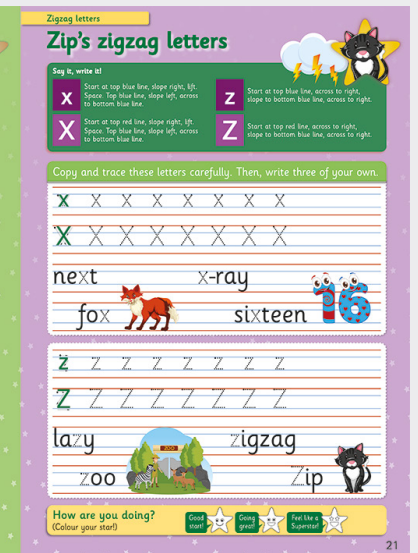 Zigzag letters
Zip's zigzag letters
Say it, write it!
x
Start at top blue line, slope right, lift.
Space. Top blue line, slope left, across
to bottom blue line.
z
Start at top blue line, across to right,
slope to bottom blue line, across to right.
X
Start at top red line, slope right, lift.
Space. Top blue line, slope left, across
to bottom blue line.
Z
Start at top red line, across to right,
slope to bottom blue line, across to right.
Copy and trace these letters carefully. Then, write three of your own.
x x x x x x x x
X X X X X X X X
next x-ray
fox sixteen
16
z z z z z z z z
Z Z Z Z Z Z Z Z
lazy zigzag
ZOO
zoo Zip
How are you doing?
(Colour your star!)
Good
start!
Going
great!
Feel like a
Superstar!
21